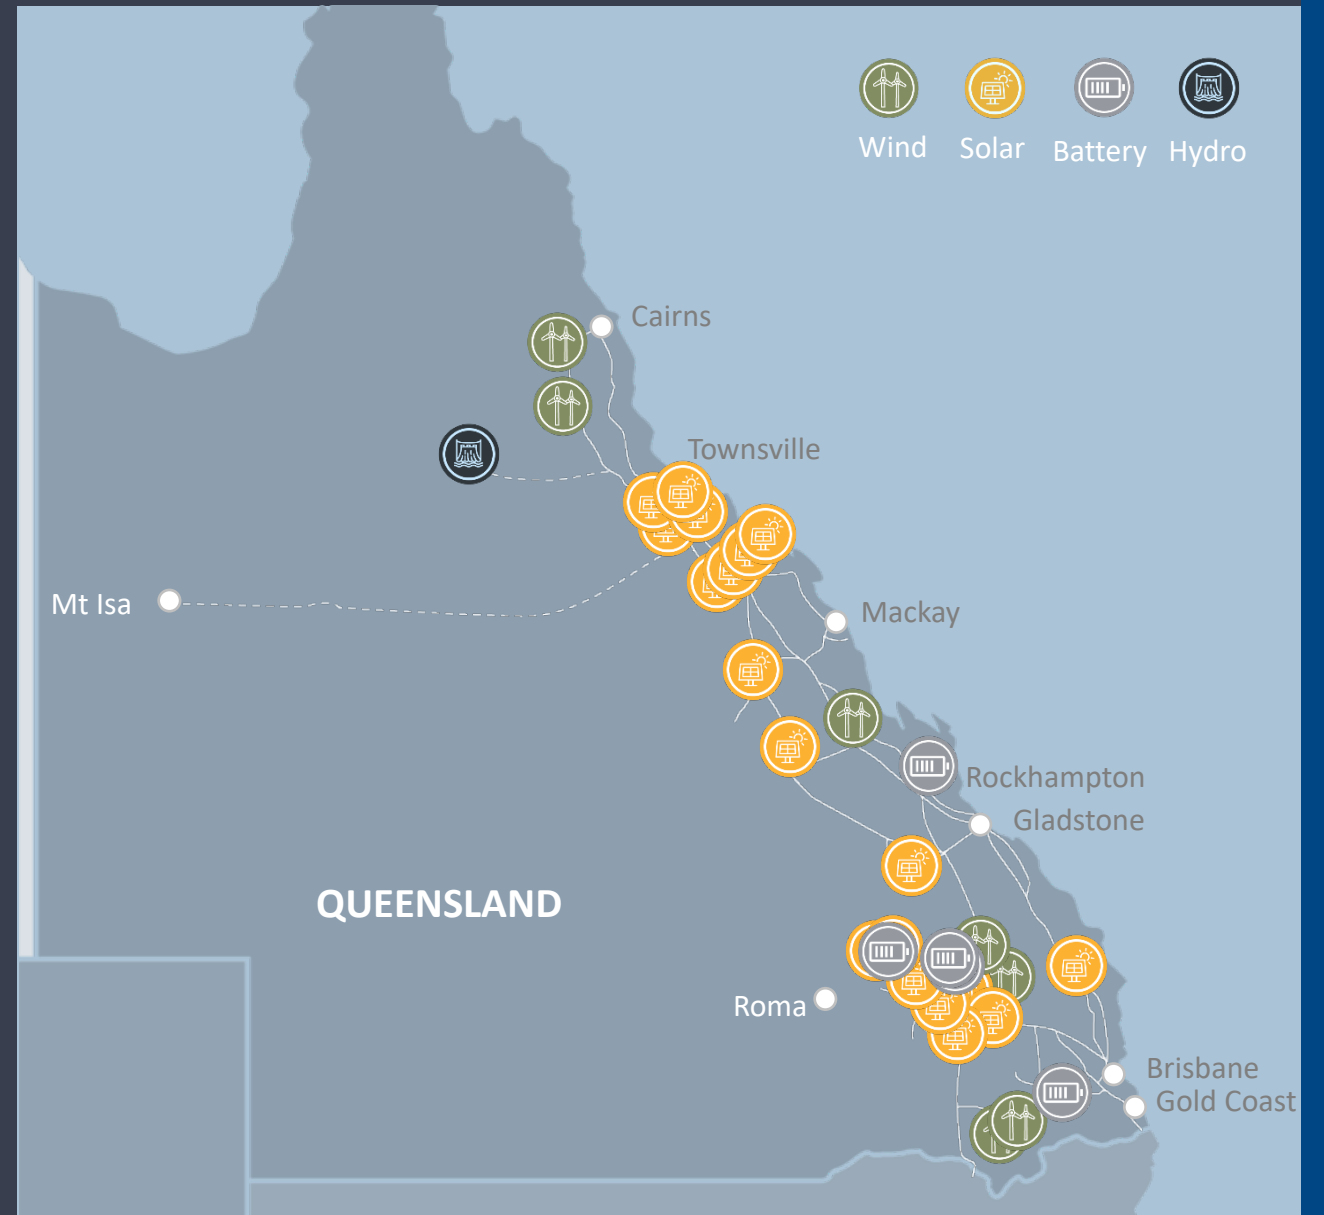 Wind Solar Battery Hydro
Cairns
Townsville
Mt Isa
Mackay
Rockhampton
Gladstone
QUEENSLAND
Roma
Brisbane
Gold Coast